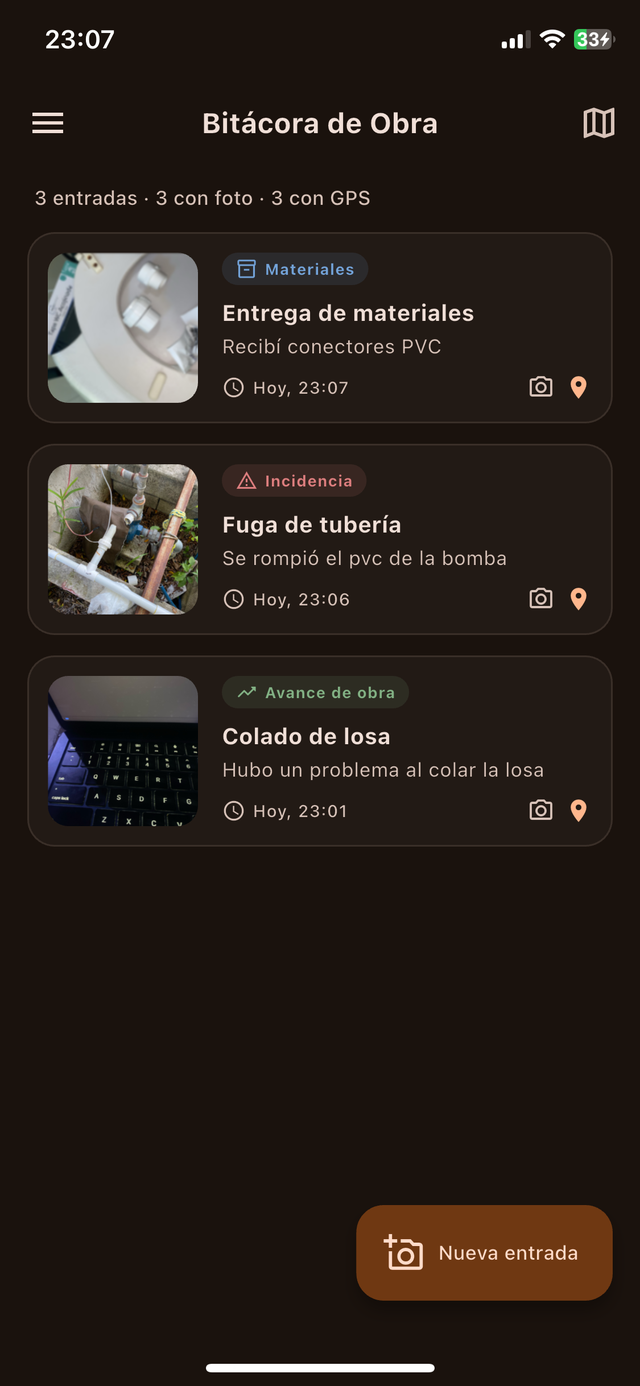 23:07
33
Bitácora de Obra
3 entradas · 3 con foto · 3 con GPS
Materiales
Entrega de materiales
Recibí conectores PVC
Hoy, 23:07
Incidencia
Fuga de tubería
Se rompió el pvc de la bomba
Hoy, 23:06
Avance de obra
Colado de losa
Hubo un problema al colar la losa
Hoy, 23:01
Q W E R T Y
A S D F G
Z X C V
Nueva entrada